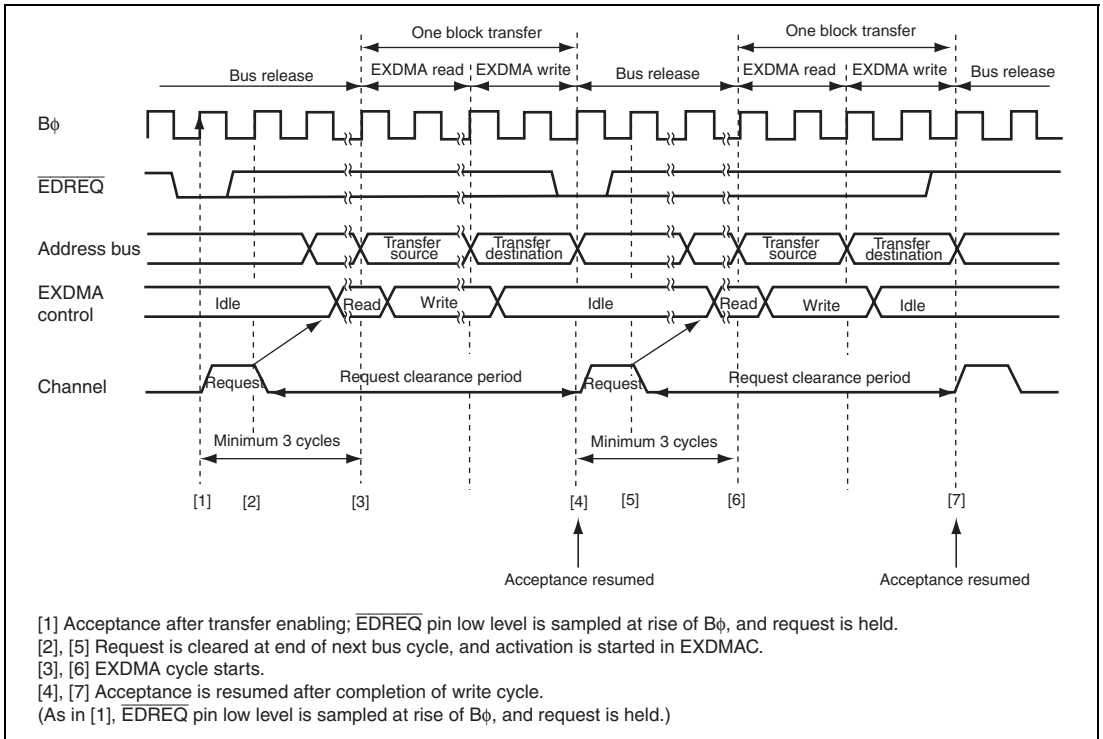 One block transfer
One block transfer
Bus release
EXDMA read
EXDMA write
Bus release
EXDMA read
EXDMA write
Bus release
Bφ
EDREQ
Address bus
Transfer
source
Transfer
destination
Transfer
source
Transfer
destination
EXDMA
control
Idle
Read
Write
Idle
Read
Write
Idle
Channel
Request
Request clearance period
Request
Request clearance period
Minimum 3 cycles
Minimum 3 cycles
[1]
[2]
[3]
[4]
[5]
[6]
[7]
Acceptance resumed
Acceptance resumed
[1] Acceptance after transfer enabling; EDREQ pin low level is sampled at rise of Bφ, and request is held.
[2], [5] Request is cleared at end of next bus cycle, and activation is started in EXDMAC.
[3], [6] EXDMA cycle starts.
[4], [7] Acceptance is resumed after completion of write cycle.
(As in [1], EDREQ pin low level is sampled at rise of Bφ, and request is held.)